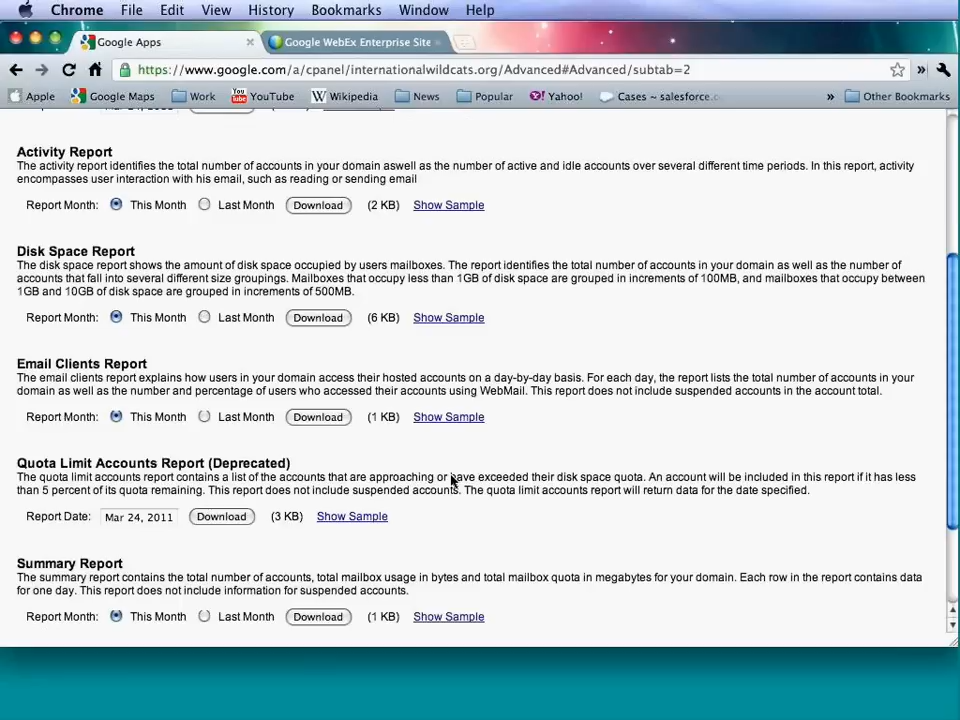 Chrome File Edit View History Bookmarks Window Help
Google Apps
Google WebEx Enterprise Site
https://www.google.com/a/cpanel/internationalwildcats.org/Advanced#Advanced/subtab=2
»
Apple Google Maps Work YouTube Wikipedia News Popular Yahoo! Cases ~ salesforce.c » Other Bookmarks
Activity Report
The activity report identifies the total number of accounts in your domain aswell as the number of active and idle accounts over several different time periods. In this report, activity
encompasses user interaction with his email, such as reading or sending email
Report Month: This Month Last Month Download (2 KB) Show Sample
Disk Space Report
The disk space report shows the amount of disk space occupied by users mailboxes. The report identifies the total number of accounts in your domain as well as the number of
accounts that fall into several different size groupings. Mailboxes that occupy less than 1GB of disk space are grouped in increments of 100MB, and mailboxes that occupy between
1GB and 10GB of disk space are grouped in increments of 500MB.
Report Month: This Month Last Month Download (6 KB) Show Sample
Email Clients Report
The email clients report explains how users in your domain access their hosted accounts on a day-by-day basis. For each day, the report lists the total number of accounts in your
domain as well as the number and percentage of users who accessed their accounts using WebMail. This report does not include suspended accounts in the account total.
Report Month: This Month Last Month Download (1 KB) Show Sample
Quota Limit Accounts Report (Deprecated)
The quota limit accounts report contains a list of the accounts that are approaching or have exceeded their disk space quota. An account will be included in this report if it has less
than 5 percent of its quota remaining. This report does not include suspended accounts. The quota limit accounts report will return data for the date specified.
Report Date: Mar 24, 2011 Download (3 KB) Show Sample
Summary Report
The summary report contains the total number of accounts, total mailbox usage in bytes and total mailbox quota in megabytes for your domain. Each row in the report contains data
for one day. This report does not include information for suspended accounts.
Report Month: This Month Last Month Download (1 KB) Show Sample